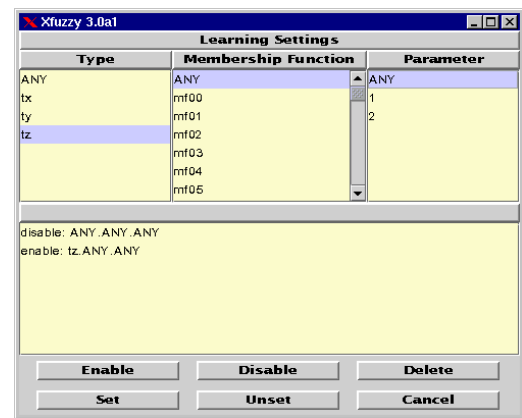 Xfuzzy 3.0a1
Learning Settings
Type Membership Function Parameter
ANY ANY ANY
tx mf00 1
ty mf01 2
tz mf02
mf03
mf04
mf05
disable: ANY.ANY.ANY
enable: tz.ANY.ANY
Enable Disable Delete
Set Unset Cancel